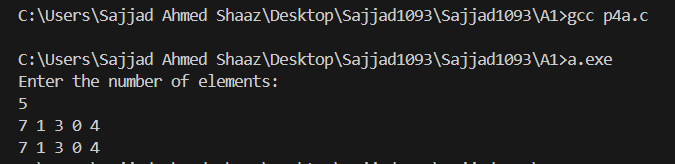 C:\Users\Sajjad Ahmed Shaaz\Desktop\Sajjad1093\Sajjad1093\A1>gcc p4a.c
C:\Users\Sajjad Ahmed Shaaz\Desktop\Sajjad1093\Sajjad1093\A1>a.exe
Enter the number of elements:
5
7 1 3 0 4
7 1 3 0 4